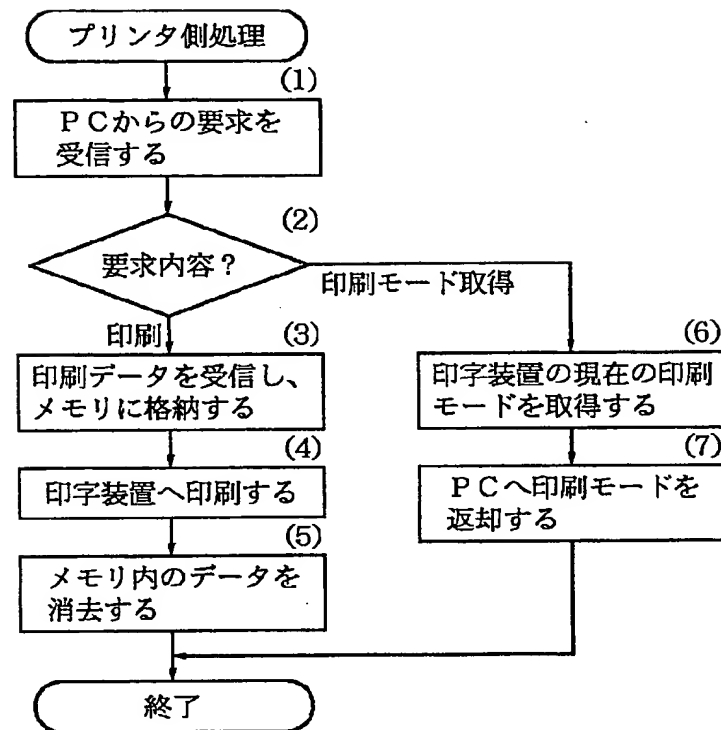 プリンタ側処理
(1)
PCからの要求を
受信する
(2)
要求内容?
印刷モード取得
印刷
(3)
印刷データを受信し、
メモリに格納する
(4)
印字装置へ印刷する
(5)
メモリ内のデータを
消去する
(6)
印字装置の現在の印刷
モードを取得する
(7)
PCへ印刷モードを
返却する
終了